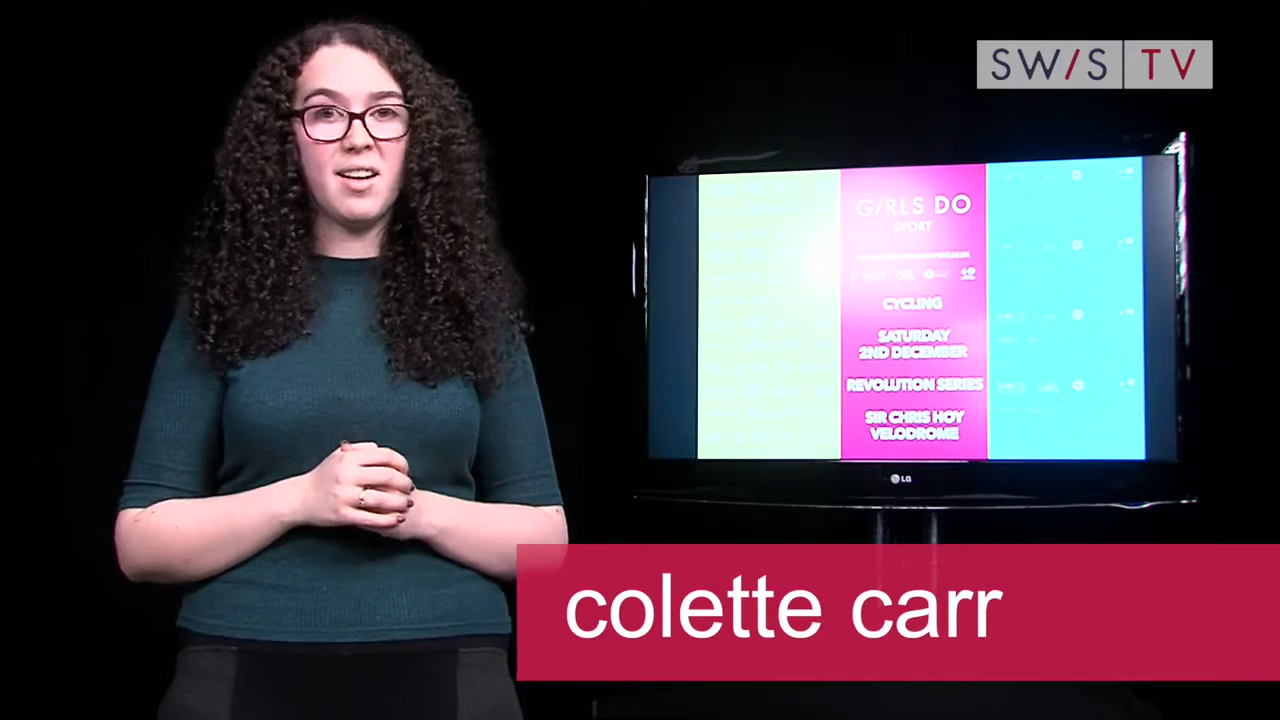 SW/S TV
G/RLS DO
SPORT
CYCLING
SATURDAY
2ND DECEMBER
REVOLUTION SERIES
SIR CHRIS HOY
VELODROME
LG
colette carr